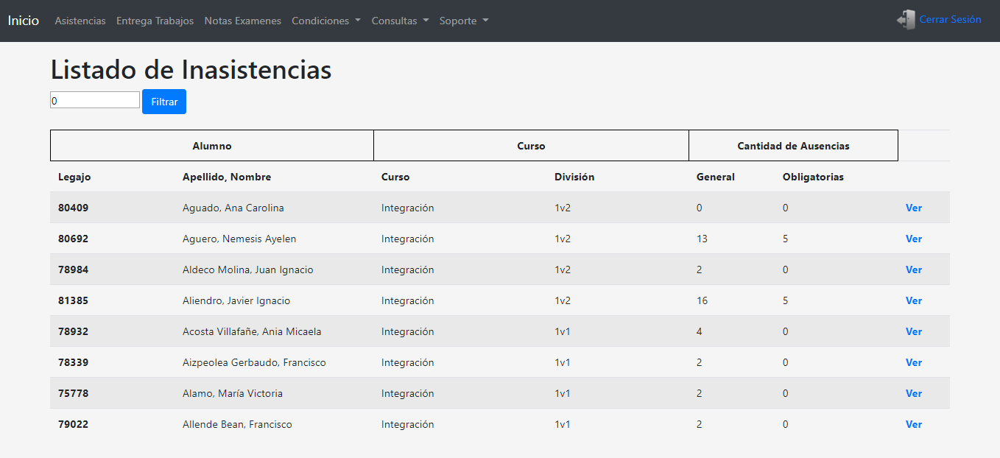 Inicio Asistencias Entrega Trabajos Notas Examenes Condiciones Consultas Soporte Cerrar Sesión
Listado de Inasistencias
0 Filtrar
Alumno Curso Cantidad de Ausencias
Legajo Apellido, Nombre Curso División General Obligatorias
80409 Aguado, Ana Carolina Integración 1v2 0 0 Ver
80692 Aguero, Nemesis Ayelen Integración 1v2 13 5 Ver
78984 Aldeco Molina, Juan Ignacio Integración 1v2 2 0 Ver
81385 Aliendro, Javier Ignacio Integración 1v2 16 5 Ver
78932 Acosta Villafañe, Ania Micaela Integración 1v1 4 0 Ver
78339 Aizpeolea Gerbaudo, Francisco Integración 1v1 2 0 Ver
75778 Alamo, María Victoria Integración 1v1 2 0 Ver
79022 Allende Bean, Francisco Integración 1v1 2 0 Ver